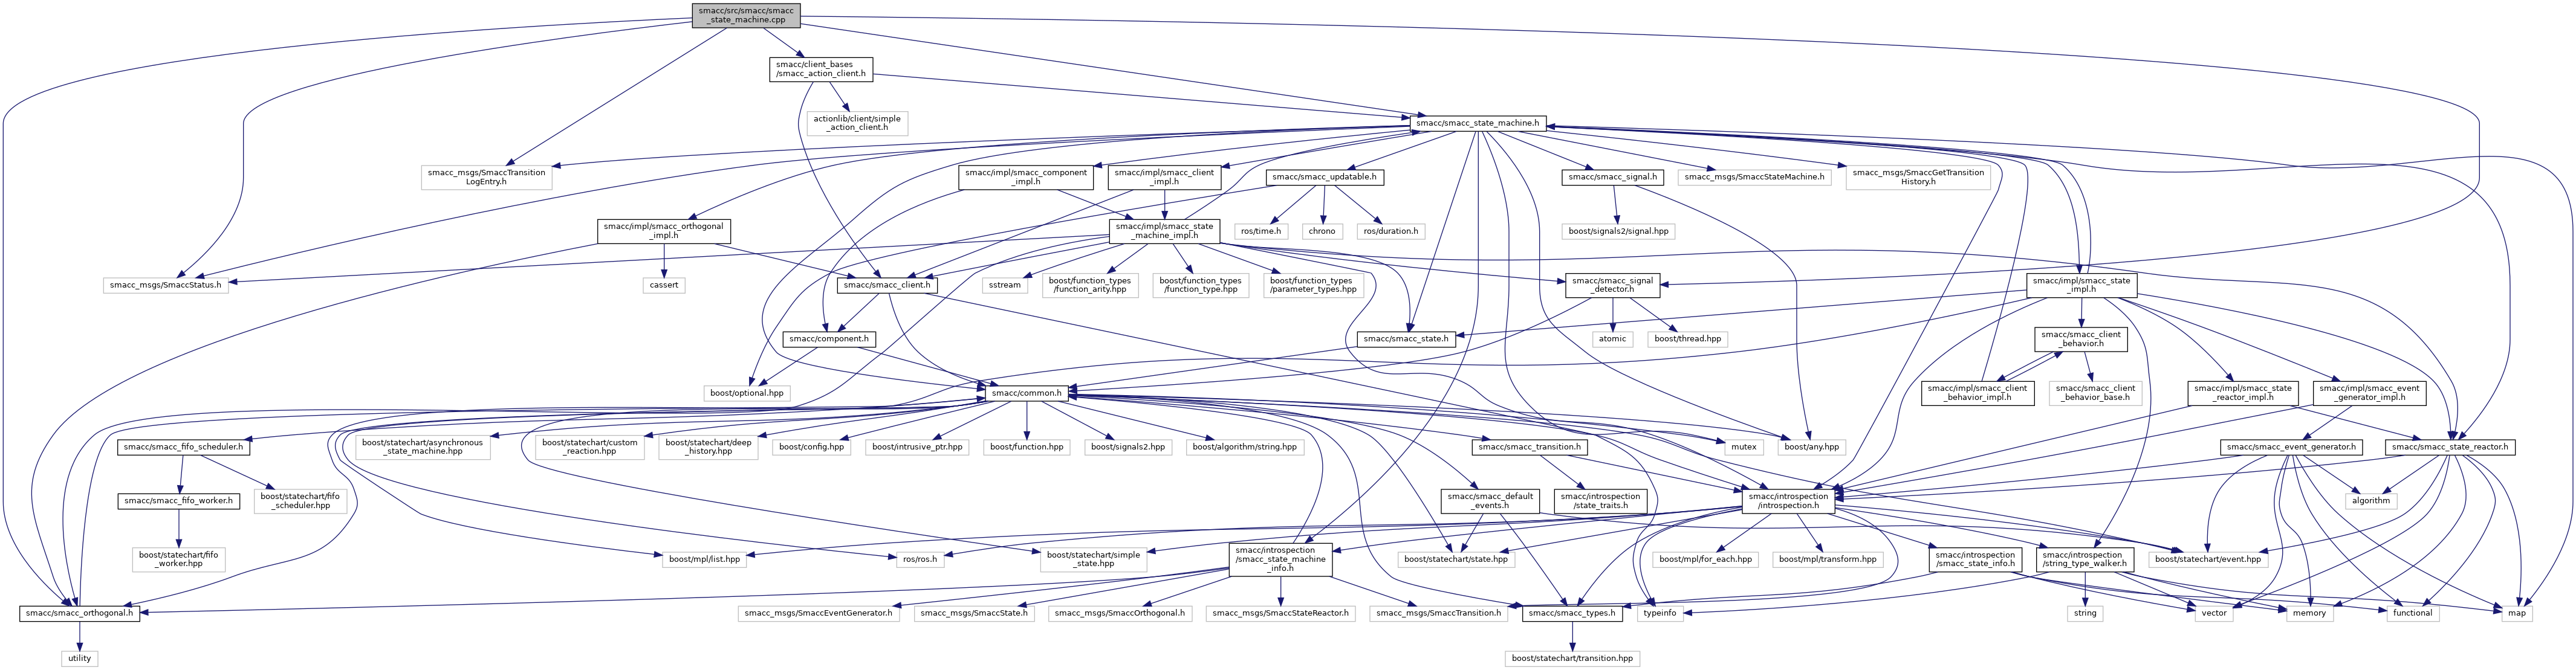 smacc/src/smacc/smacc
_state_machine.cpp
smacc/client_bases
/smacc_action_client.h
actionlib/client/simple
_action_client.h
smacc/smacc_state_machine.h
smacc_msgs/SmaccTransition
LogEntry.h
smacc/impl/smacc_component
_impl.h
smacc/impl/smacc_client
_impl.h
smacc/smacc_updatable.h
smacc/smacc_signal.h
smacc_msgs/SmaccStateMachine.h
smacc_msgs/SmaccGetTransition
History.h
smacc/impl/smacc_orthogonal
_impl.h
smacc/impl/smacc_state
_machine_impl.h
ros/time.h
chrono
ros/duration.h
boost/signals2/signal.hpp
smacc_msgs/SmaccStatus.h
cassert
smacc/smacc_client.h
sstream
boost/function_types
/function_arity.hpp
boost/function_types
/function_type.hpp
boost/function_types
/parameter_types.hpp
smacc/smacc_signal
_detector.h
smacc/impl/smacc_state
_impl.h
smacc/component.h
smacc/smacc_state.h
atomic
boost/thread.hpp
smacc/smacc_client
_behavior.h
boost/optional.hpp
smacc/common.h
smacc/impl/smacc_client
_behavior_impl.h
smacc/smacc_client
_behavior_base.h
smacc/impl/smacc_state
_reactor_impl.h
smacc/impl/smacc_event
_generator_impl.h
smacc/smacc_fifo_scheduler.h
boost/statechart/asynchronous
_state_machine.hpp
boost/statechart/custom
_reaction.hpp
boost/statechart/deep
_history.hpp
boost/config.hpp
boost/intrusive_ptr.hpp
boost/function.hpp
boost/signals2.hpp
boost/algorithm/string.hpp
smacc/smacc_transition.h
mutex
boost/any.hpp
smacc/smacc_event_generator.h
smacc/smacc_state_reactor.h
smacc/smacc_fifo_worker.h
boost/statechart/fifo
_scheduler.hpp
smacc/smacc_default
_events.h
smacc/introspection
/state_traits.h
smacc/introspection
/introspection.h
algorithm
boost/statechart/fifo
_worker.hpp
boost/mpl/list.hpp
ros/ros.h
boost/statechart/simple
_state.hpp
smacc/introspection
/smacc_state_machine
_info.h
boost/statechart/state.hpp
boost/mpl/for_each.hpp
boost/mpl/transform.hpp
smacc/introspection
/smacc_state_info.h
smacc/introspection
/string_type_walker.h
boost/statechart/event.hpp
smacc/smacc_orthogonal.h
smacc_msgs/SmaccEventGenerator.h
smacc_msgs/SmaccState.h
smacc_msgs/SmaccOrthogonal.h
smacc_msgs/SmaccStateReactor.h
smacc_msgs/SmaccTransition.h
smacc/smacc_types.h
typeinfo
string
vector
memory
functional
map
utility
boost/statechart/transition.hpp